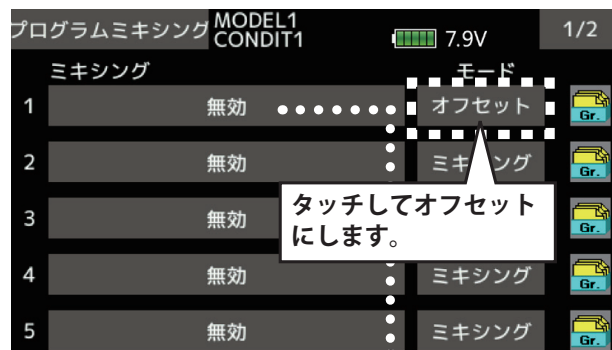 プログラムミキシング MODEL1 CONDIT1 7.9V 1/2
ミキシング モード
1 無効 オフセット Gr.
2 無効 ミキシング Gr.
タッチしてオフセット
にします。
3 無効 Gr.
4 無効 ミキシング Gr.
5 無効 ミキシング Gr.